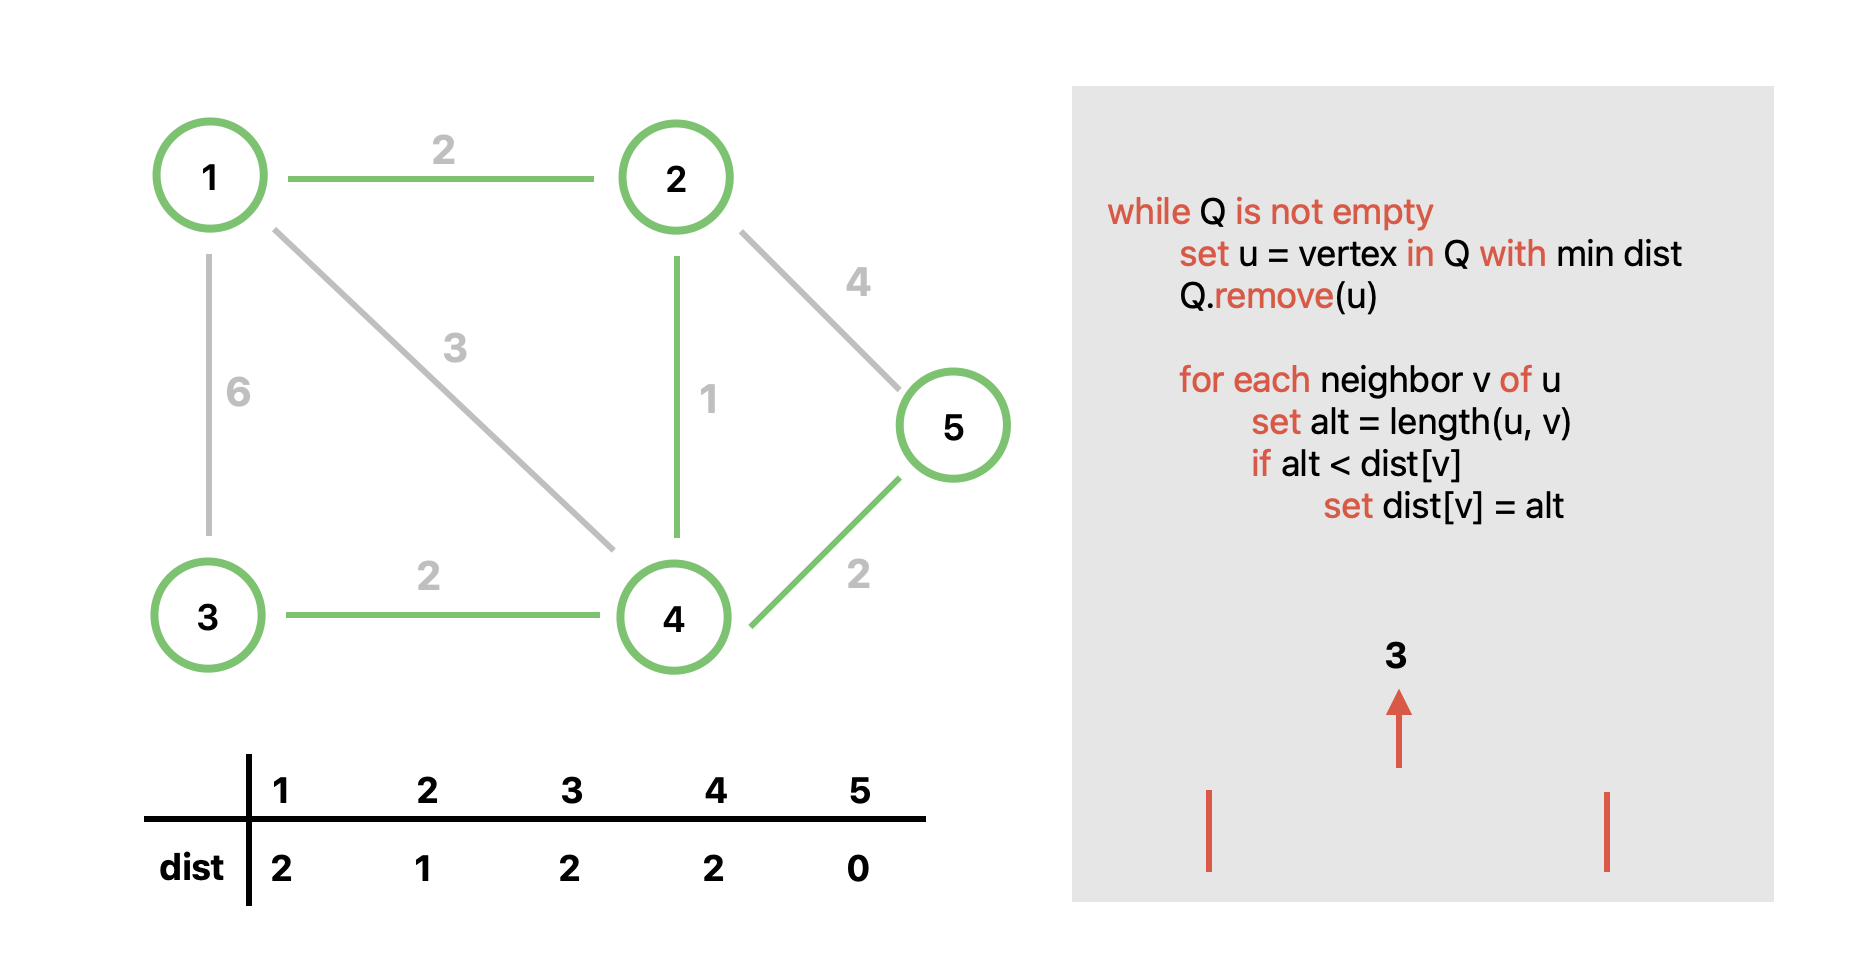 1
2
2
4
3
6
1
5
2
2
3
4
1 2 3 4 5
dist 2 1 2 2 0
while Q is not empty
set u = vertex in Q with min dist
Q.remove(u)
for each neighbor v of u
set alt = length(u, v)
if alt < dist[v]
set dist[v] = alt
3